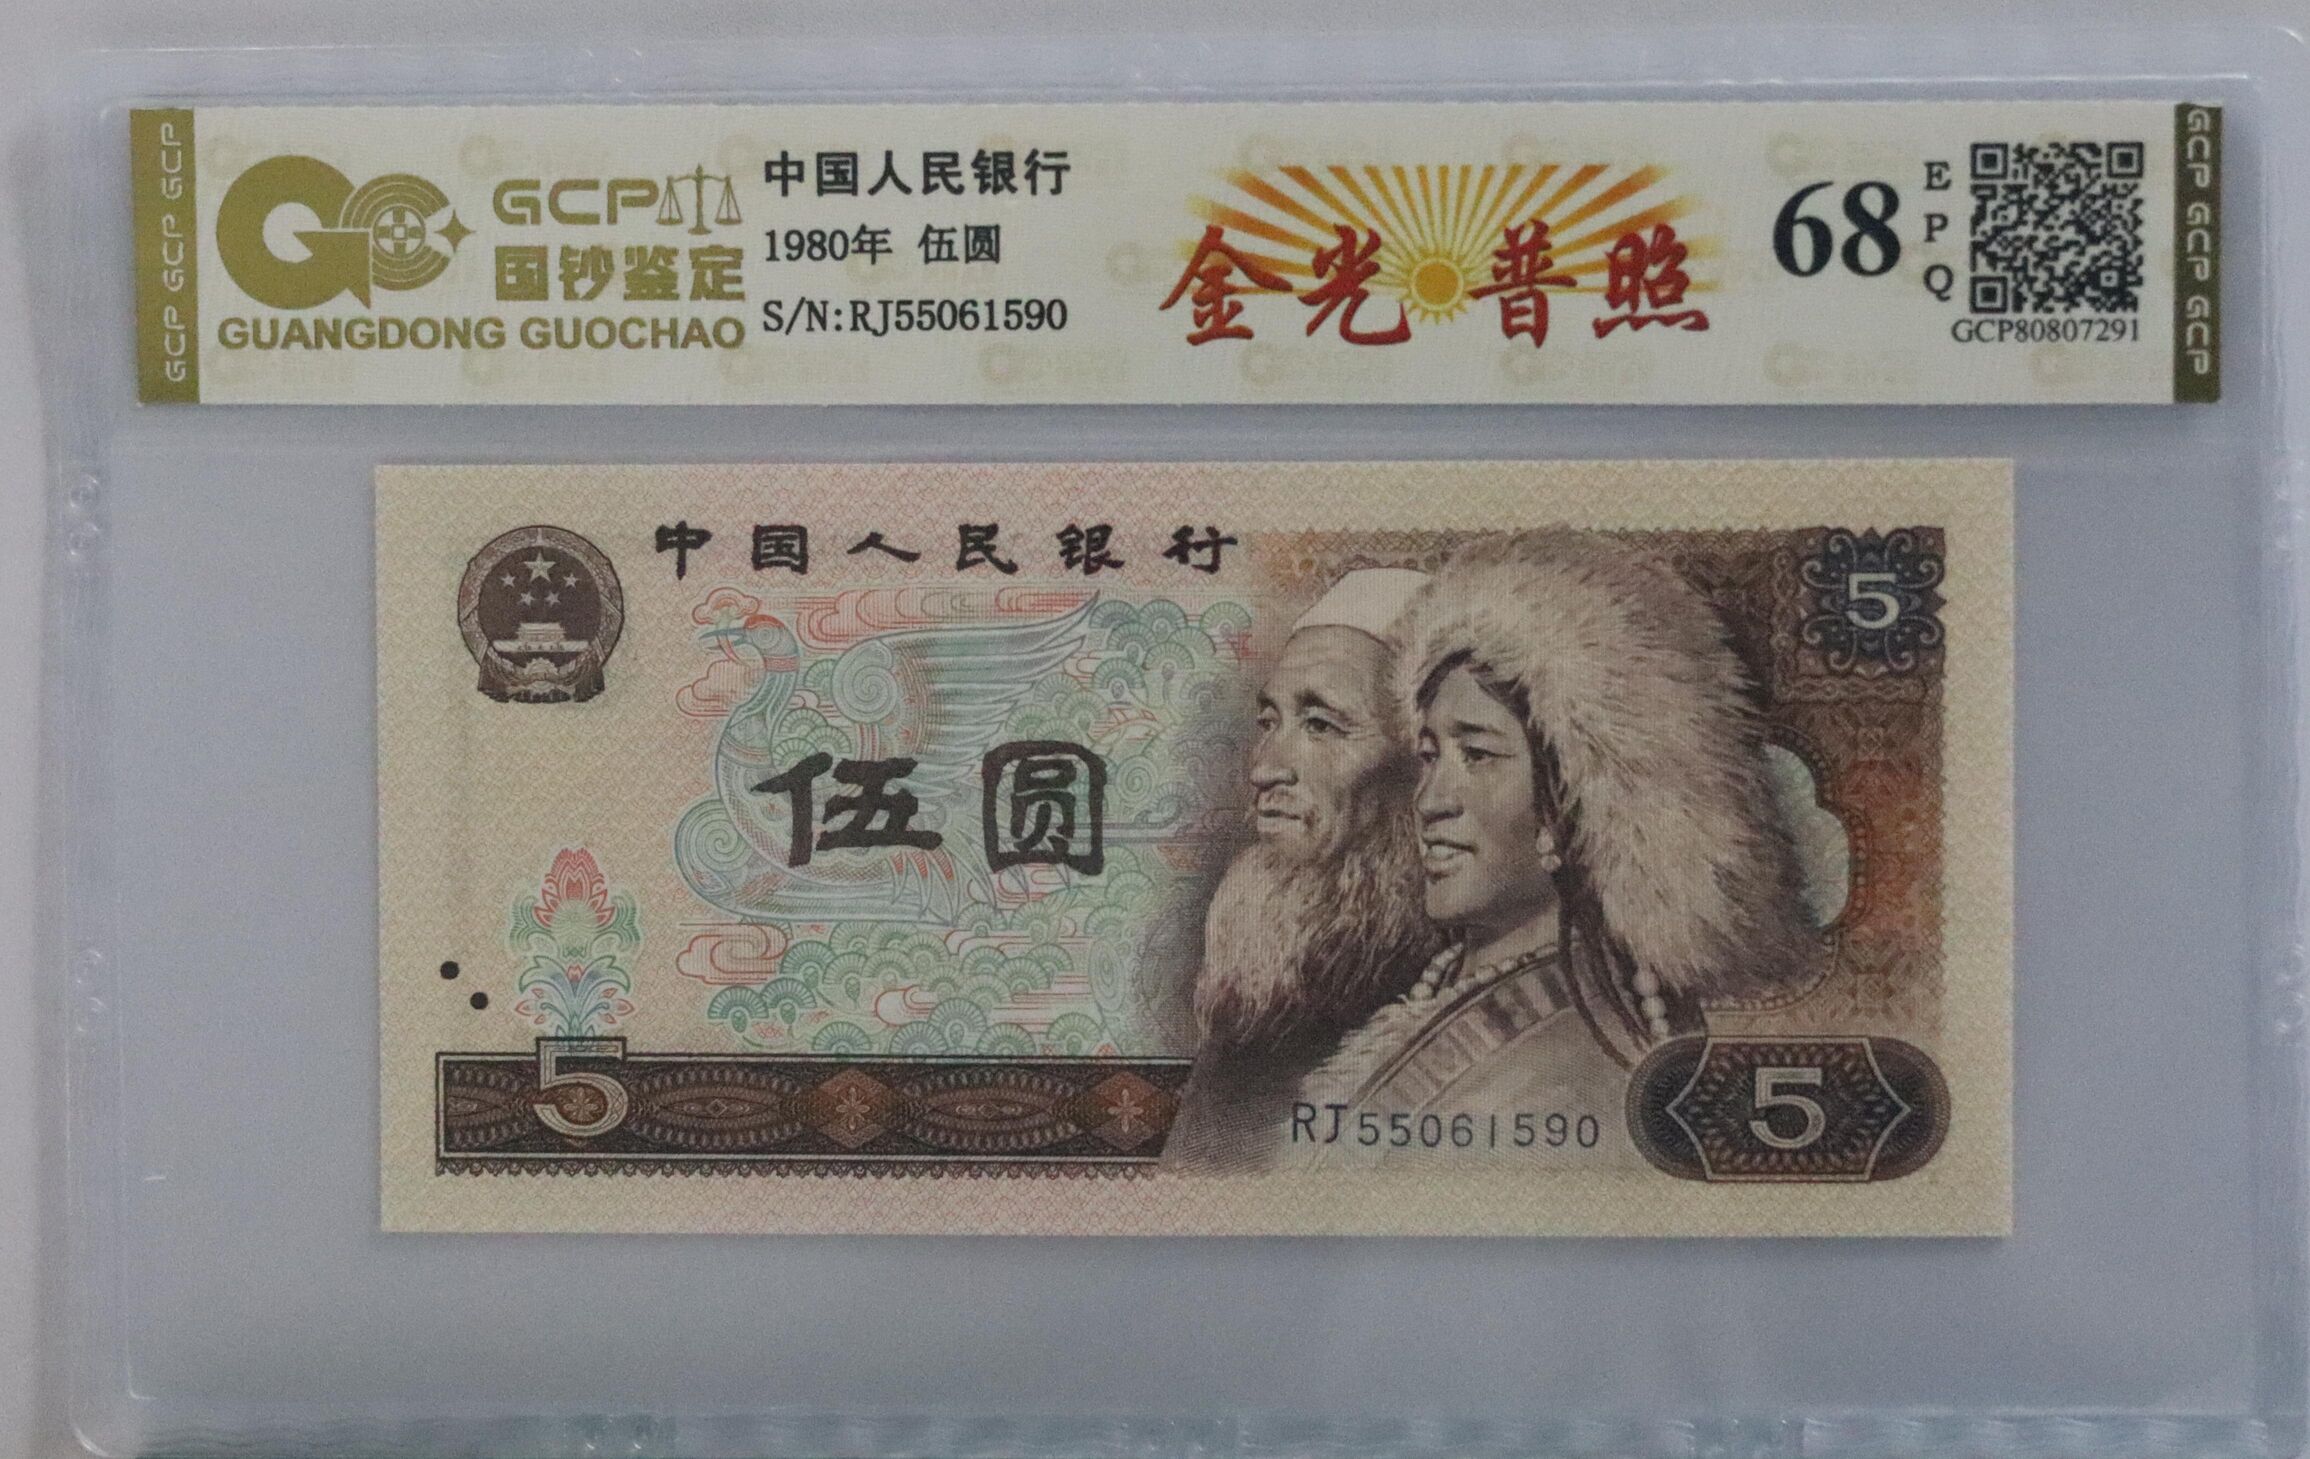 GCP GCP GCP GCP
GCP
国钞鉴定
GUANGDONG GUOCHAO
中国人民银行
1980年 伍圆
S/N:RJ55061590
金光普照
68
EPQ
GCP80807291
GCP GCP GCP
中国人民银行
5
伍圆
5
RJ55061590
5